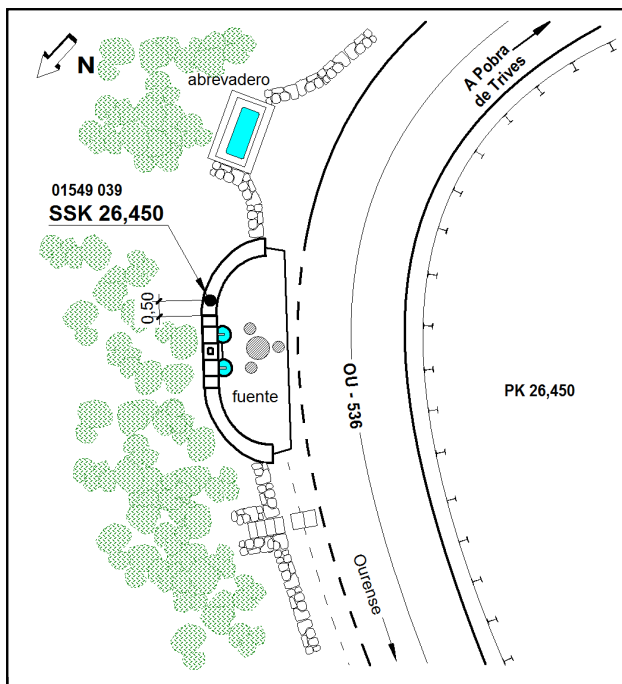 N
abrevadero
A Pobra
de Trives
01549 039
SSK 26,450
0,50
fuente
OU - 536
PK 26,450
Ourense